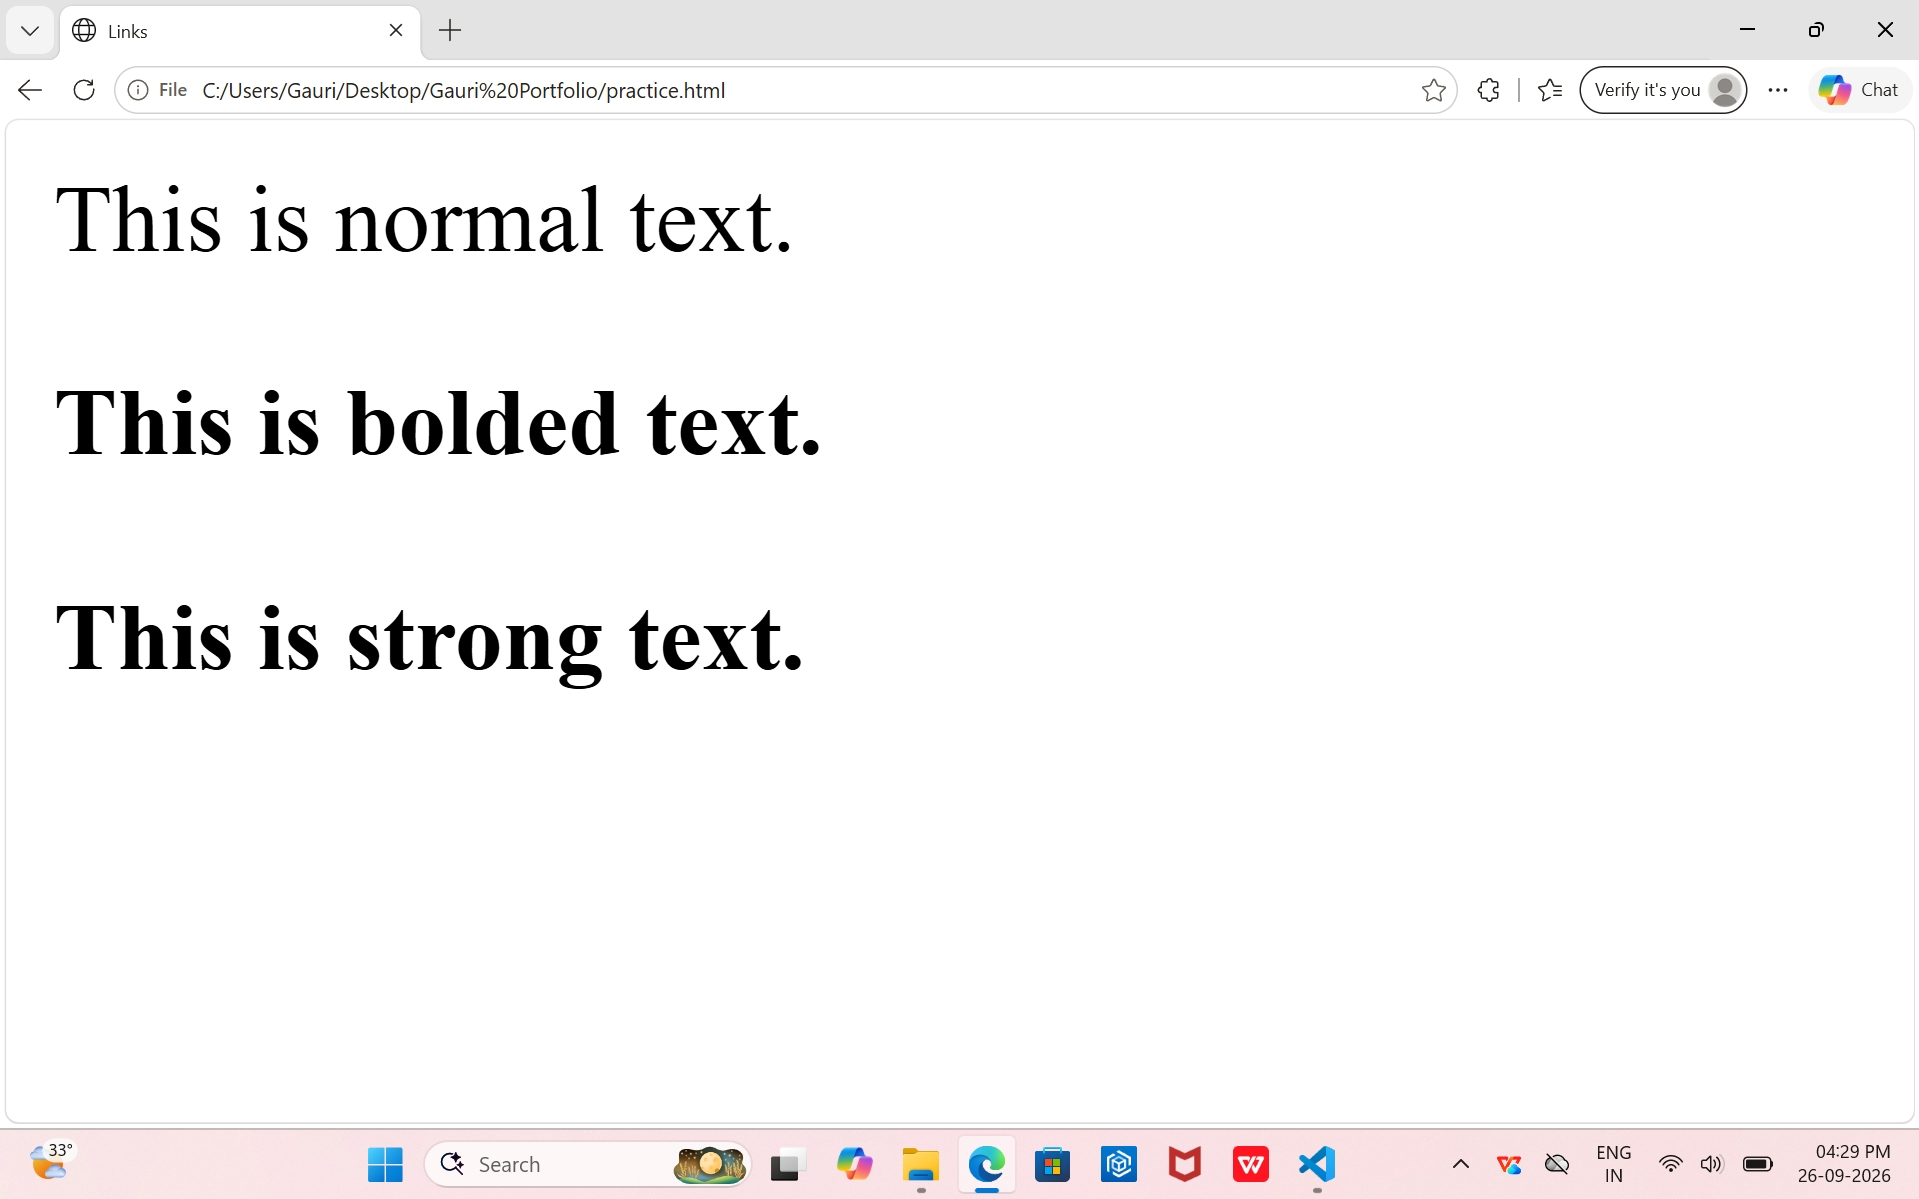 Links
File C:/Users/Gauri/Desktop/Gauri%20Portfolio/practice.html
Verify it's you
Chat
This is normal text.
This is bolded text.
This is strong text.
33°
Search
ENG
IN
04:29 PM
26-09-2026